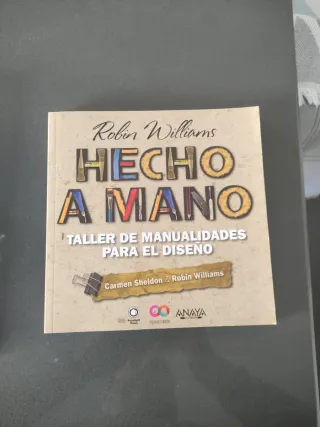 Robin Williams
HECHO
A MANO
TALLER DE MANUALIDADES
PARA EL DISEÑO
Carmen Sheldon & Robin Williams
ANAYA